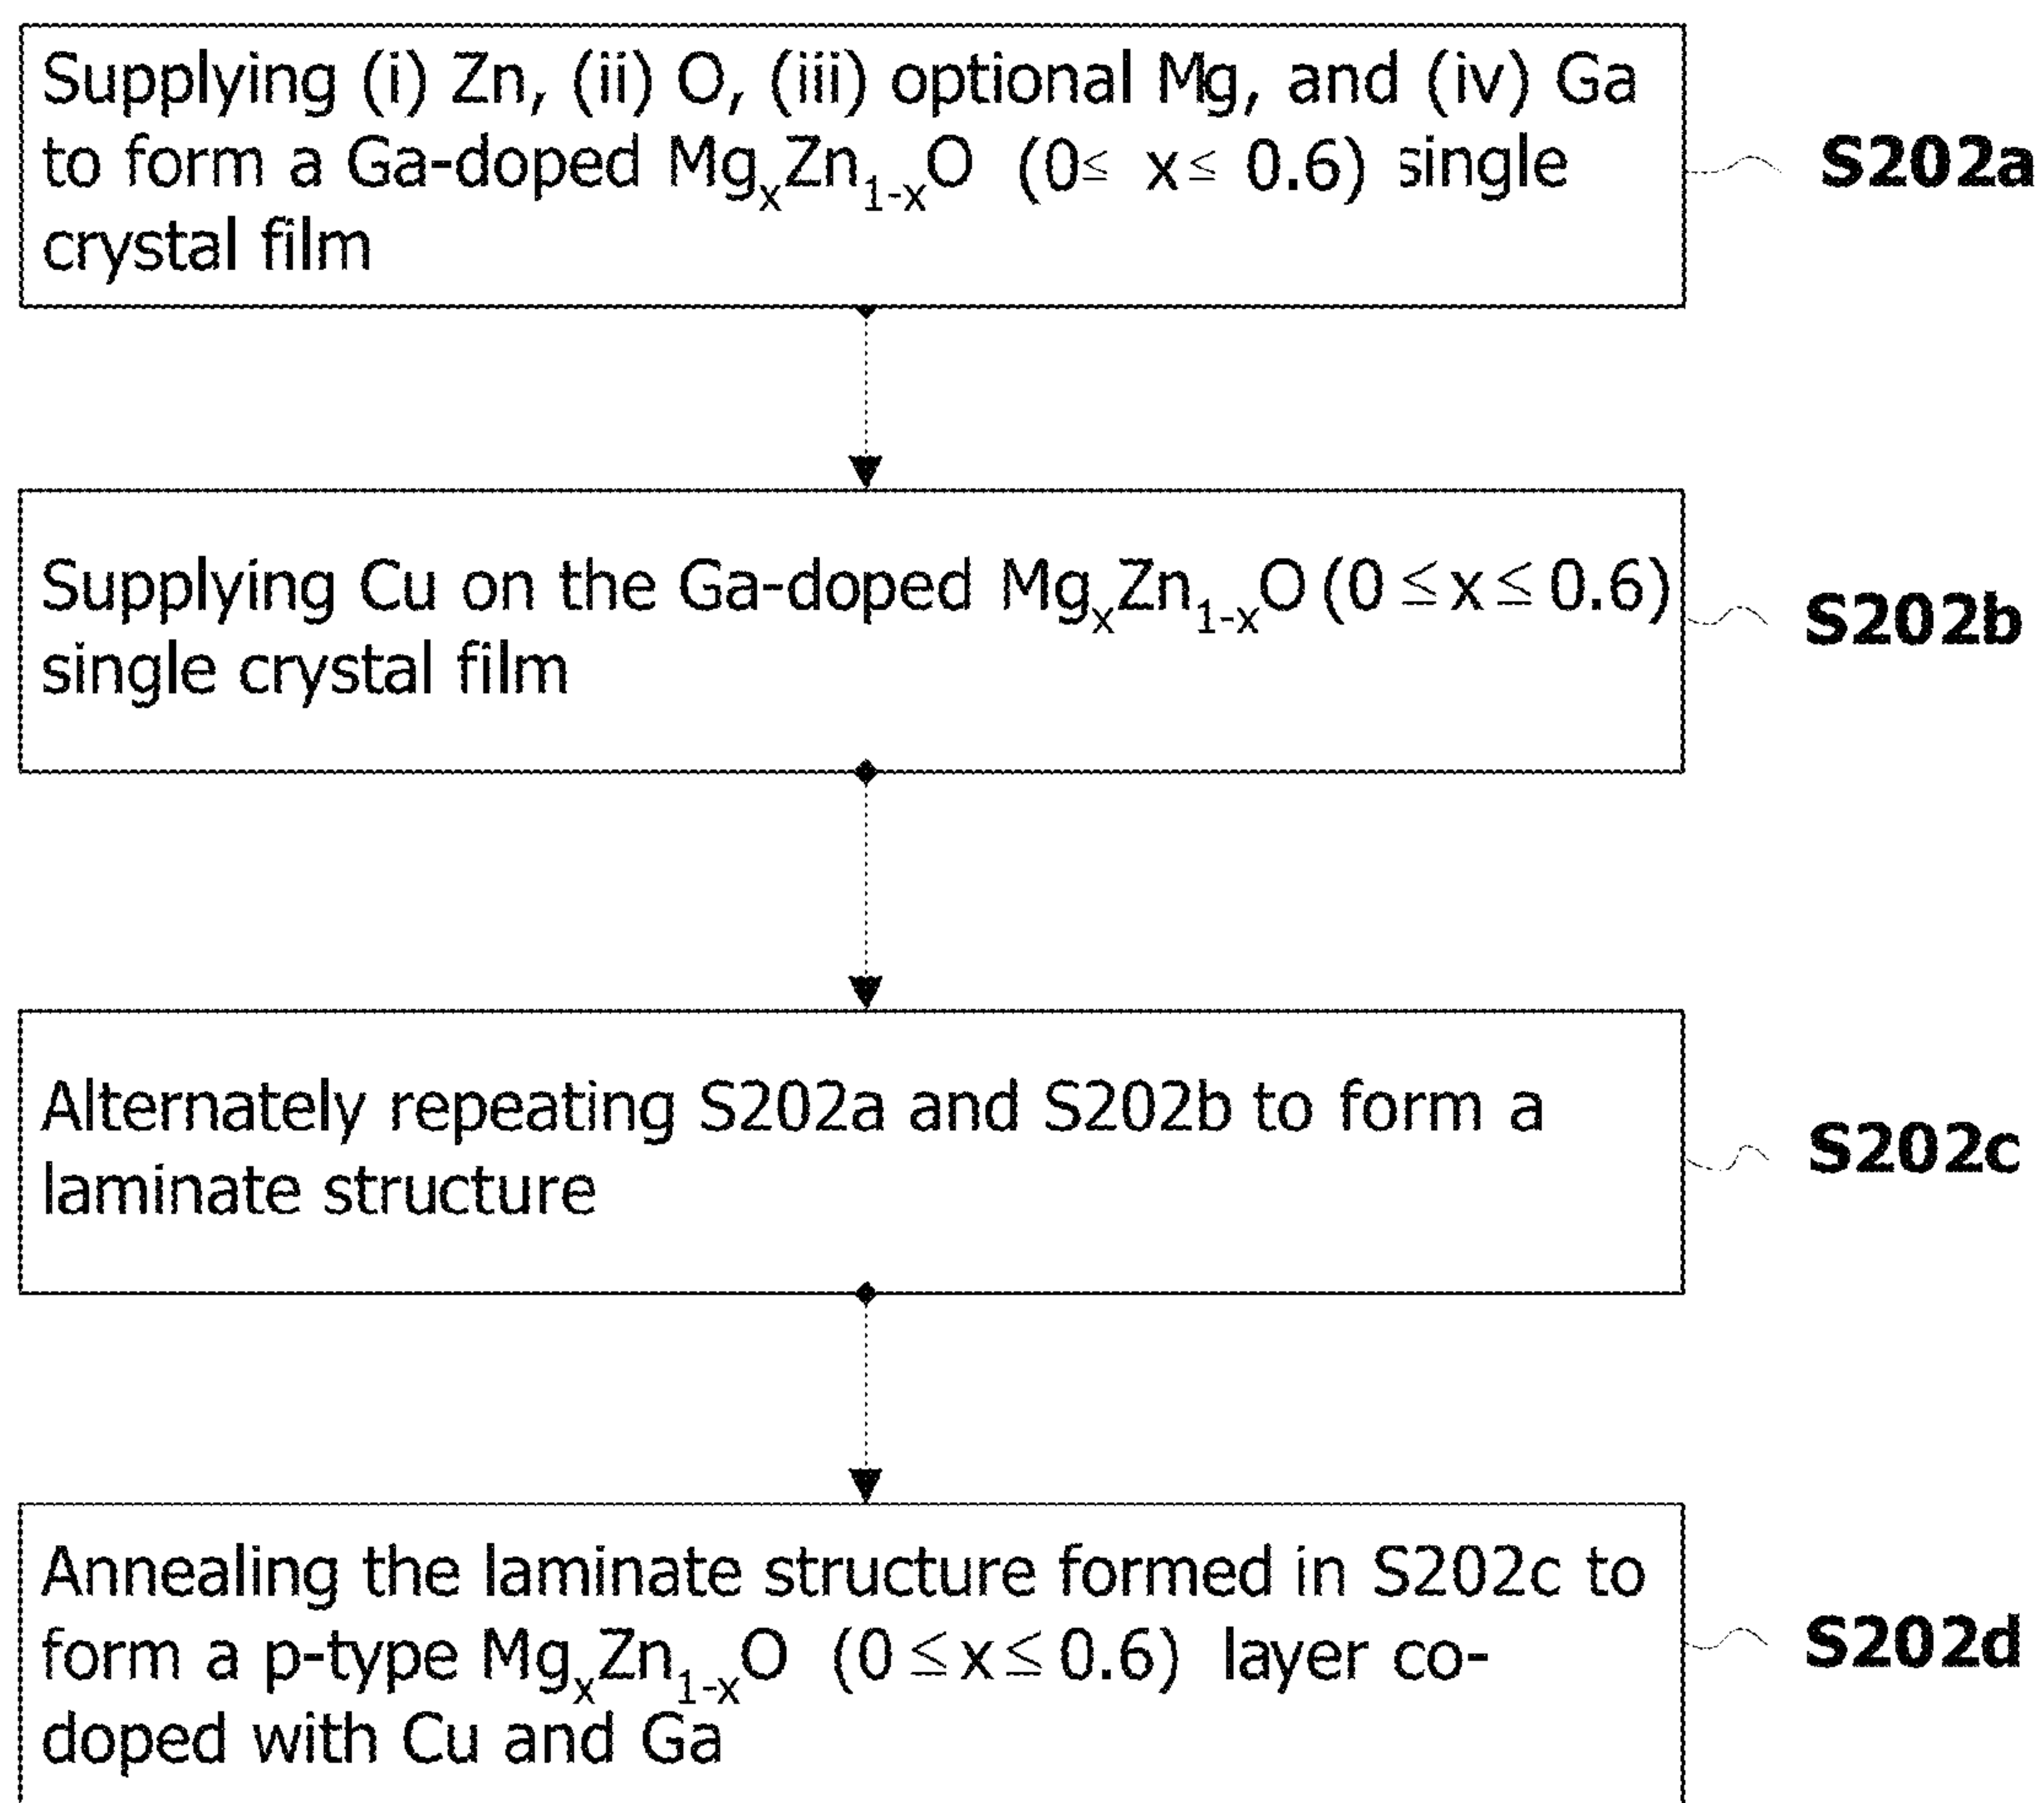 Supplying (i) Zn, (ii) O, (iii) optional Mg, and (iv) Ga
to form a Ga-doped MgₓZn₁₋ₓO (0≤ x≤ 0.6) single
crystal film
S202a
Supplying Cu on the Ga-doped MgₓZn₁₋ₓO (0 ≤x≤ 0.6)
single crystal film
S202b
Alternately repeating S202a and S202b to form a
laminate structure
S202c
Annealing the laminate structure formed in S202c to
form a p-type MgₓZn₁₋ₓO (0 ≤x≤ 0.6) layer co-
doped with Cu and Ga
S202d